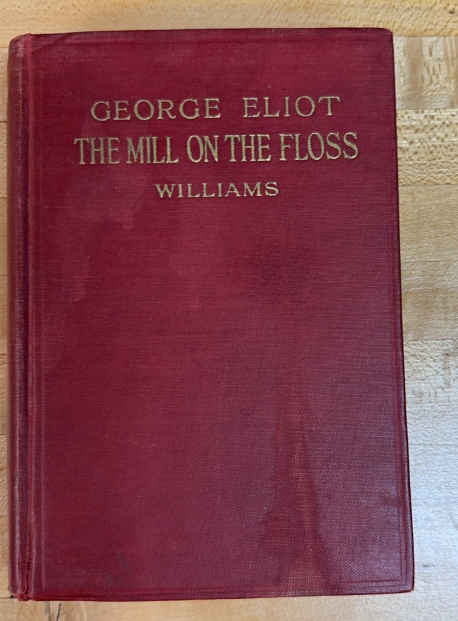 GEORGE ELIOT
THE MILL ON THE FLOSS
WILLIAMS